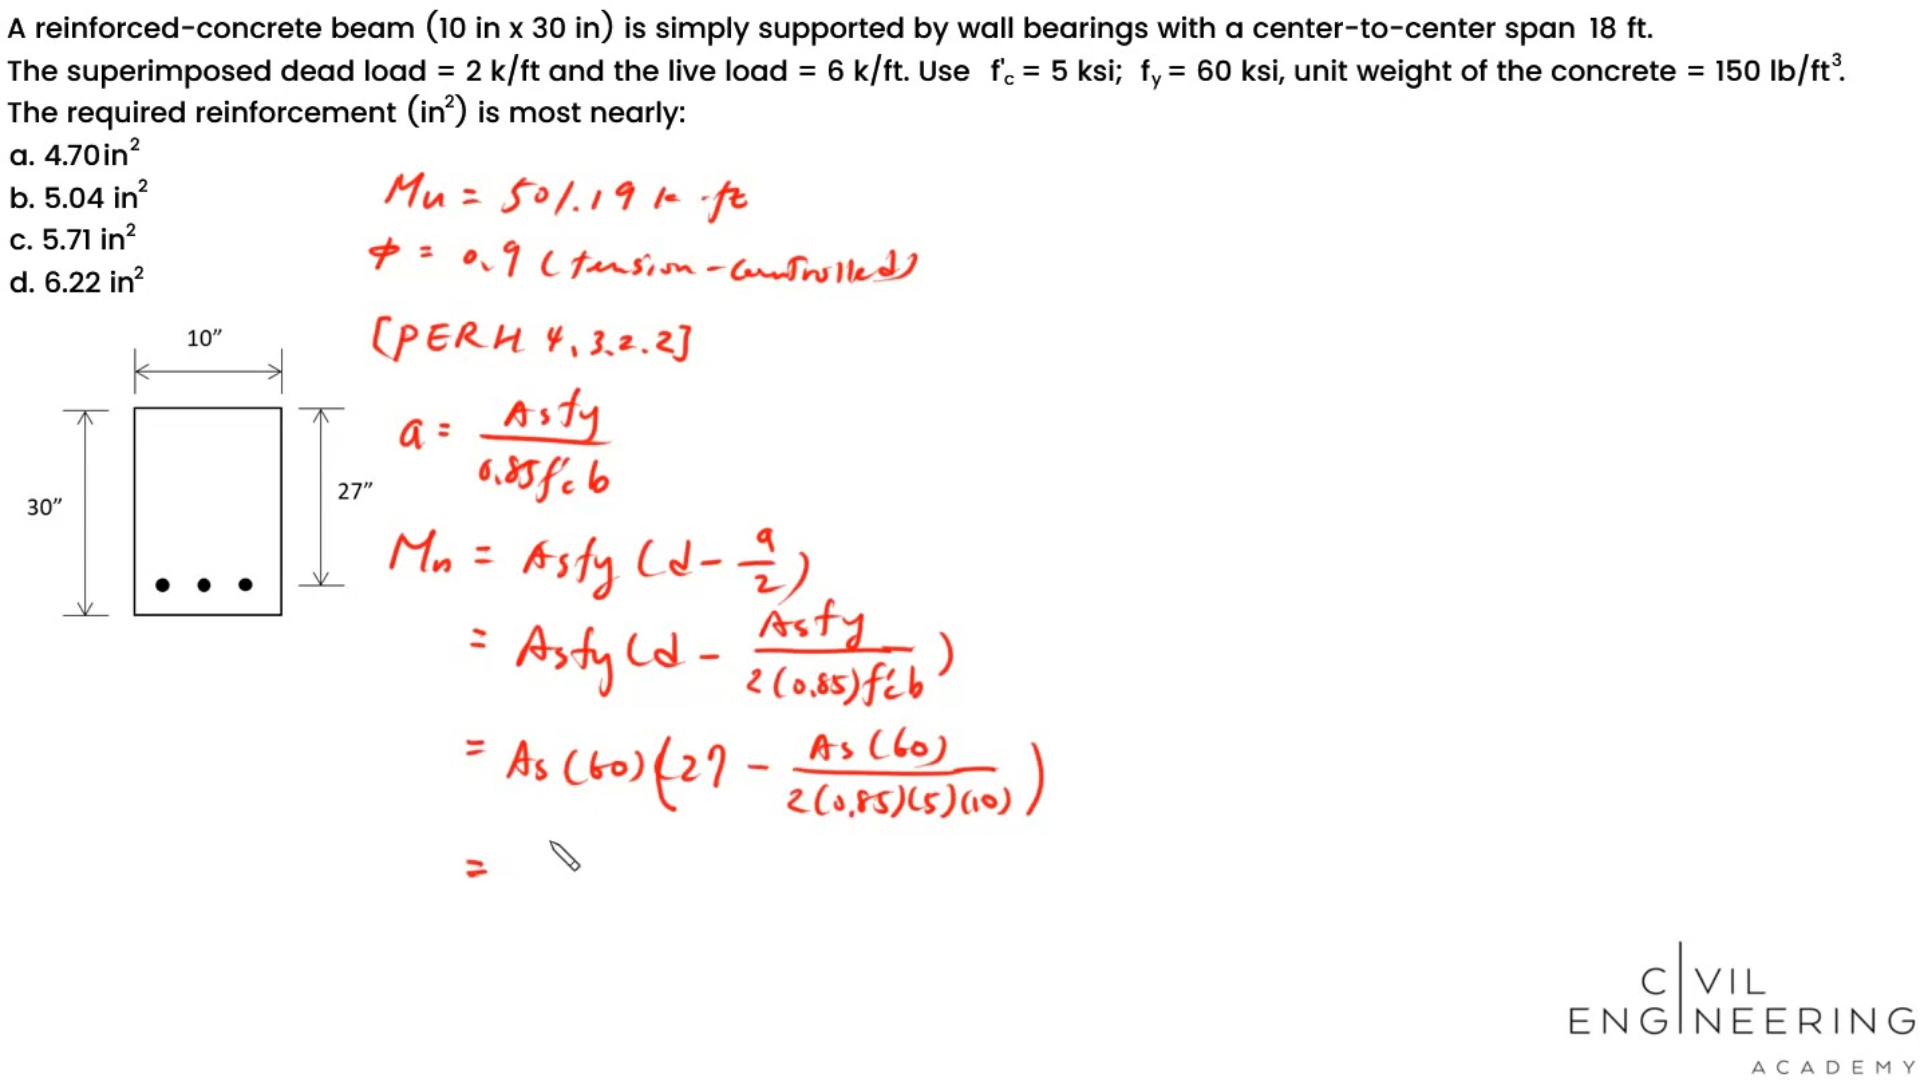 A reinforced-concrete beam (10 in x 30 in) is simply supported by wall bearings with a center-to-center span 18 ft.
The superimposed dead load = 2 k/ft and the live load = 6 k/ft. Use f'c = 5 ksi; fy = 60 ksi, unit weight of the concrete = 150 lb/ft³.
The required reinforcement (in²) is most nearly:
a. 4.70in²
b. 5.04 in²
c. 5.71 in²
d. 6.22 in²
10”
30”
27”
Mu = 501.19 k-ft
ϕ = 0.9 (tension-controlled)
[PERH 4.3.2.2]
a = Asfy / 0.85f'c b
Mn = Asfy (d - a/2)
= Asfy (d - Asfy / 2(0.85)f'c b)
= As (60) (27 - As (60) / 2(0.85)(5)(10))
=
CIVIL
ENGINEERING
ACADEMY